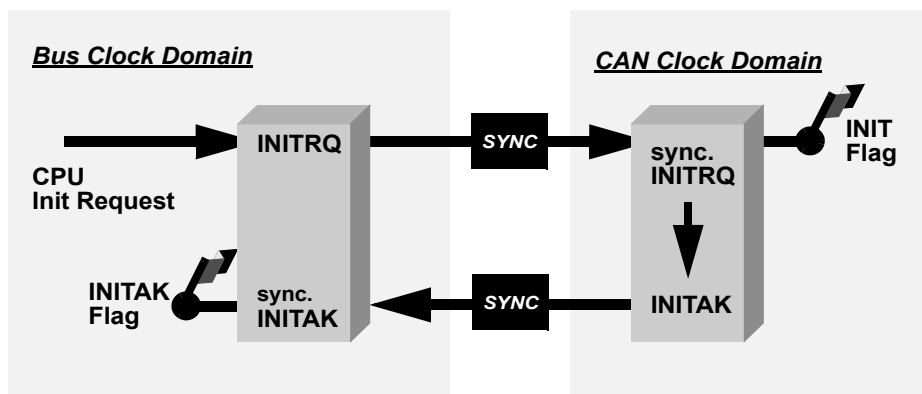 Bus Clock Domain
CAN Clock Domain
INITRQ
SYNC
sync.
INITRQ
INIT
Flag
CPU
Init Request
INITAK
Flag
sync.
INITAK
SYNC
INITAK